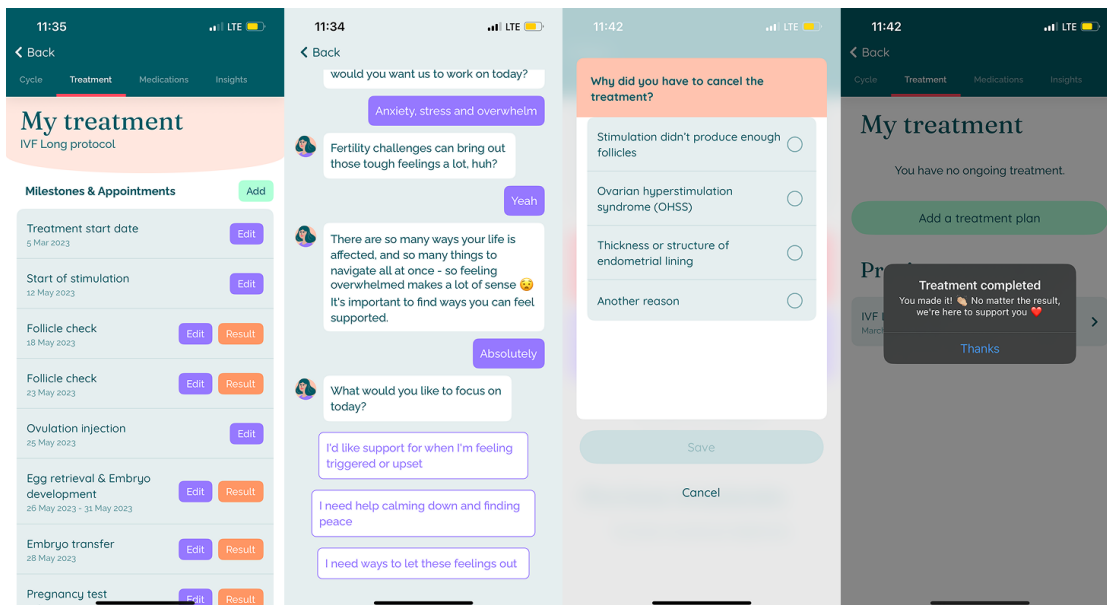 11:35
LTE
Back
Cycle
Treatment
Medications
Insights
My treatment
IVF Long protocol
Milestones & Appointments
Add
Treatment start date
5 Mar 2023
Edit
Start of stimulation
12 May 2023
Edit
Follicle check
18 May 2023
Edit
Result
Follicle check
23 May 2023
Edit
Result
Ovulation injection
25 May 2023
Edit
Egg retrieval & Embryo
development
26 May 2023 - 31 May 2023
Edit
Result
Embryo transfer
28 May 2023
Edit
Result
Pregnancy test
Edit
Result
11:34
LTE
Back
would you want us to work on today?
Anxiety, stress and overwhelm
Fertility challenges can bring out
those tough feelings a lot, huh?
Yeah
There are so many ways your life is
affected, and so many things to
navigate all at once - so feeling
overwhelmed makes a lot of sense 😧
It's important to find ways you can feel
supported.
Absolutely
What would you like to focus on
today?
I'd like support for when I'm feeling
triggered or upset
I need help calming down and finding
peace
I need ways to let these feelings out
11:42
LTE
Why did you have to cancel the
treatment?
Stimulation didn't produce enough
follicles
Ovarian hyperstimulation
syndrome (OHSS)
Thickness or structure of
endometrial lining
Another reason
Save
Cancel
11:42
LTE
Back
Cycle
Treatment
Medications
Insights
My treatment
You have no ongoing treatment.
Add a treatment plan
Pr
IVF
March
Treatment completed
You made it! 👏🏼 No matter the result,
we're here to support you ❤️
Thanks